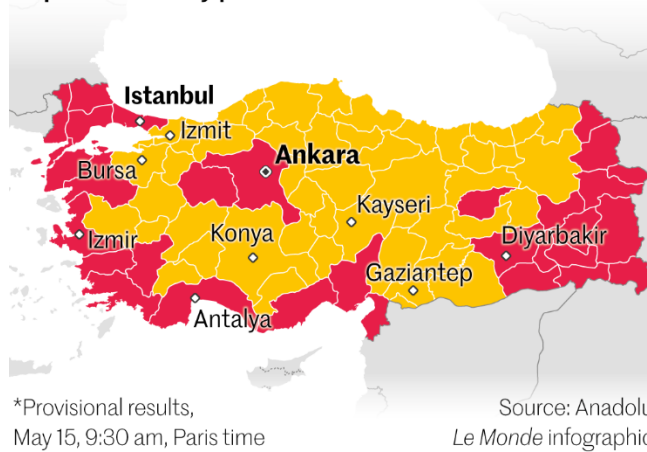 Istanbul
Izmit
Ankara
Bursa
Kayseri
Izmir
Konya
Diyarbakir
Gaziantep
Antalya
*Provisional results,
May 15, 9:30 am, Paris time
Source: Anadolu
Le Monde infographic